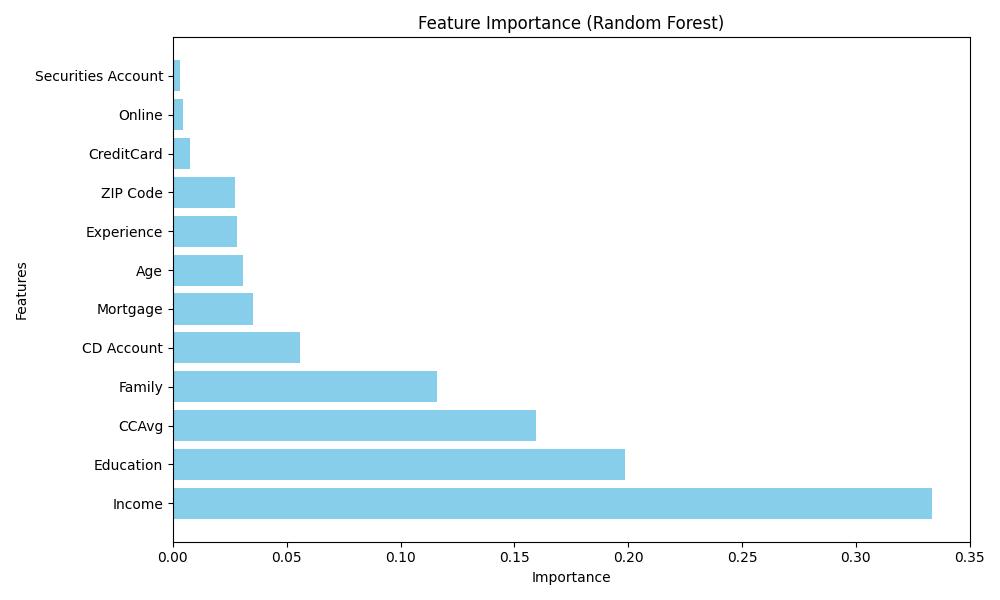 Feature Importance (Random Forest)
Features
Securities Account
Online
CreditCard
ZIP Code
Experience
Age
Mortgage
CD Account
Family
CCAvg
Education
Income
0.00 0.05 0.10 0.15 0.20 0.25 0.30 0.35
Importance